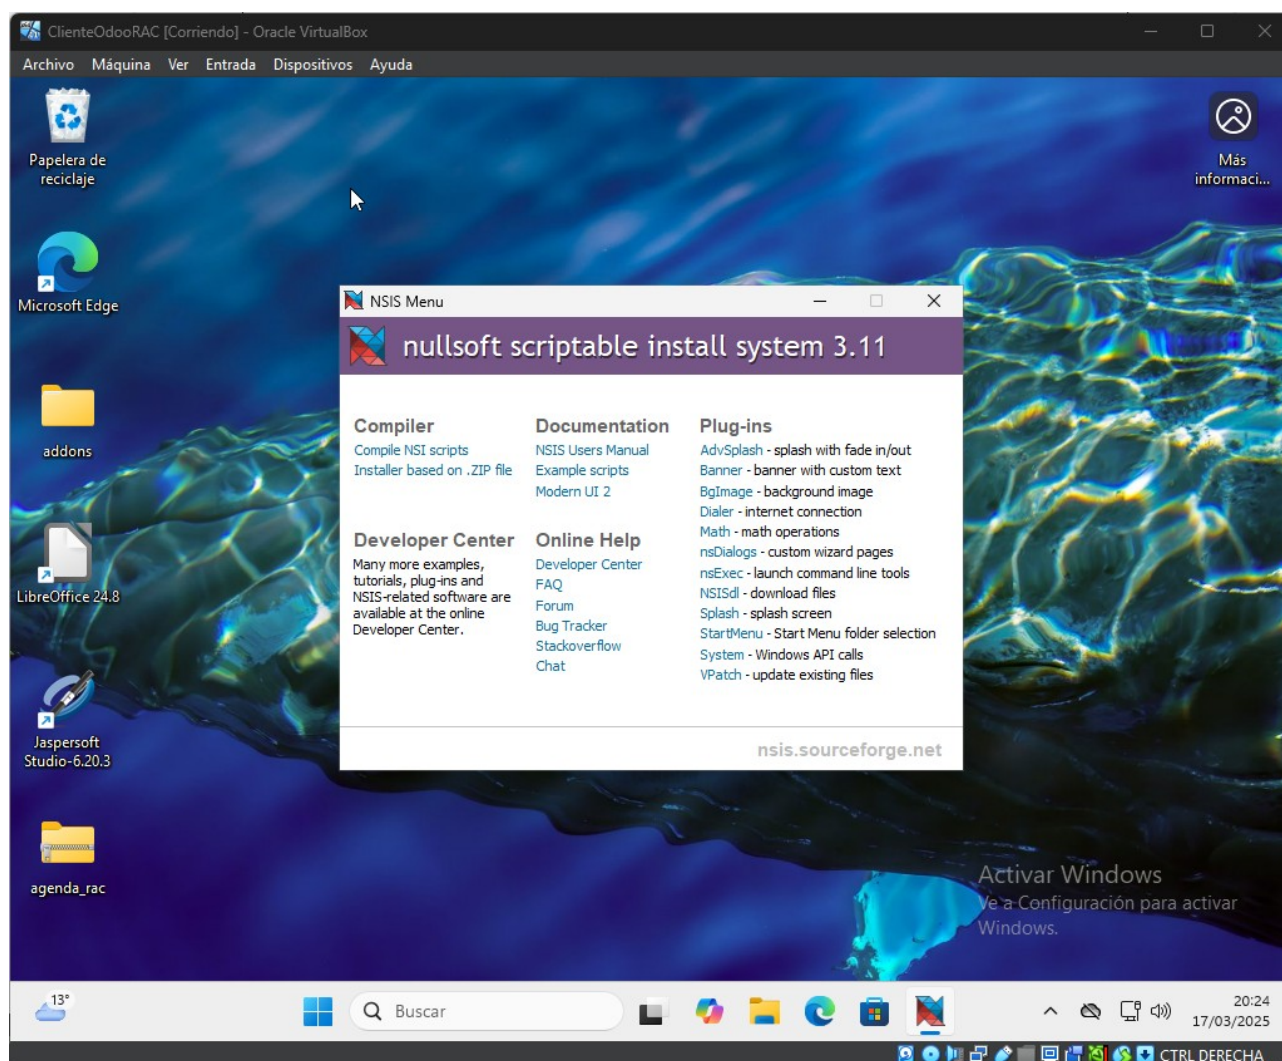 ClienteOdooRAC [Corriendo] - Oracle VirtualBox
Archivo Máquina Ver Entrada Dispositivos Ayuda
Papelera de
reciclaje
Más
informaci...
Microsoft Edge
addons
LibreOffice 24.8
Jaspersoft
Studio-6.20.3
agenda_rac
NSIS Menu
nullsoft scriptable install system 3.11
Compiler
Compile NSI scripts
Installer based on .ZIP file
Developer Center
Many more examples,
tutorials, plug-ins and
NSIS-related software are
available at the online
Developer Center.
Documentation
NSIS Users Manual
Example scripts
Modern UI 2
Online Help
Developer Center
FAQ
Forum
Bug Tracker
Stackoverflow
Chat
Plug-ins
AdvSplash - splash with fade in/out
Banner - banner with custom text
BgImage - background image
Dialer - internet connection
Math - math operations
nsDialogs - custom wizard pages
nsExec - launch command line tools
NSISdl - download files
Splash - splash screen
StartMenu - Start Menu folder selection
System - Windows API calls
VPatch - update existing files
nsis.sourceforge.net
Activar Windows
Ve a Configuración para activar
Windows.
13°
Buscar
20:24
17/03/2025
CTRL DERECHA